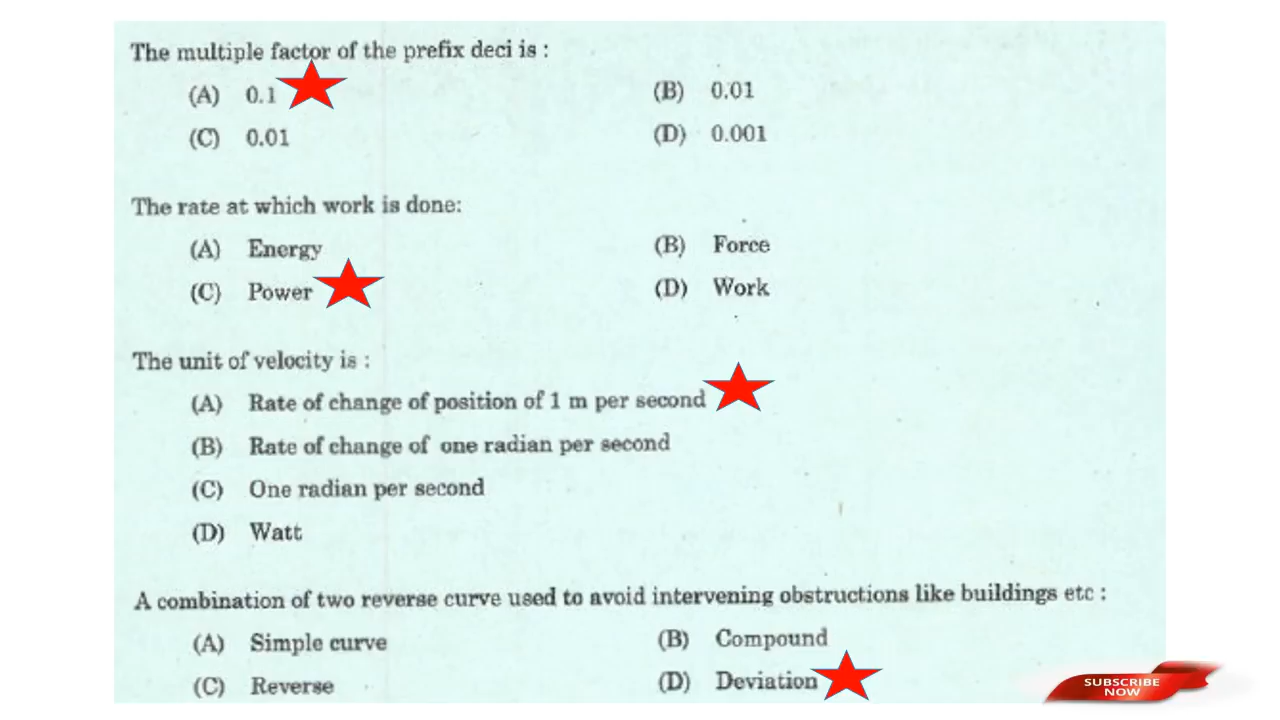 The multiple factor of the prefix deci is :
(A) 0.1 (B) 0.01
(C) 0.01 (D) 0.001
The rate at which work is done:
(A) Energy (B) Force
(C) Power (D) Work
The unit of velocity is :
(A) Rate of change of position of 1 m per second
(B) Rate of change of one radian per second
(C) One radian per second
(D) Watt
A combination of two reverse curve used to avoid intervening obstructions like buildings etc :
(A) Simple curve (B) Compound
(C) Reverse (D) Deviation
SUBSCRIBE
NOW